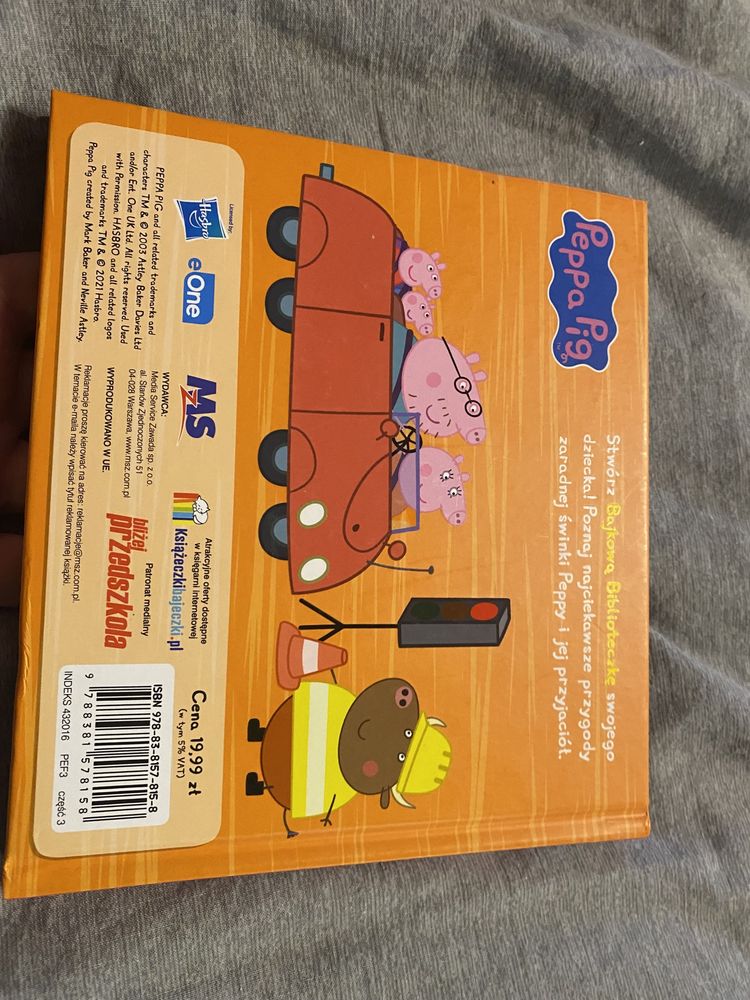 Peppa Pig
Stwórz Bajkową Biblioteczkę swojego
dziecka! Poznaj najciekawsze przygody
zaradnej świnki Peppy i jej przyjaciół.
Licensed by:
Hasbro
eOne
PEPPA PIG and all related trademarks and
characters TM & © 2003 Astley Baker Davies Ltd
and/or Ent. One UK Ltd. All rights reserved. Used
with Permission. HASBRO and all related logos
and trademarks TM & © 2021 Hasbro.
Peppa Pig created by Mark Baker and Neville Astley.
MS
WYDAWCA:
Media Service Zawada sp. z o.o.
al. Stanów Zjednoczonych 51
04-028 Warszawa, www.msz.com.pl
WYPRODUKOWANO W UE.
Reklamacje proszę kierować na adres: reklamacje@msz.com.pl.
W temacie e-maila należy wpisać tytuł reklamowanej książki.
Atrakcyjne oferty dostępne
w księgarni internetowej
Książeczkibajeczki.pl
Patronat medialny
bliżej
przedszkola
Cena 19,99 zł
(w tym 5% VAT)
ISBN 978-83-8157-815-8
9 788381 578158
INDEKS 432016 PEF3 część 3